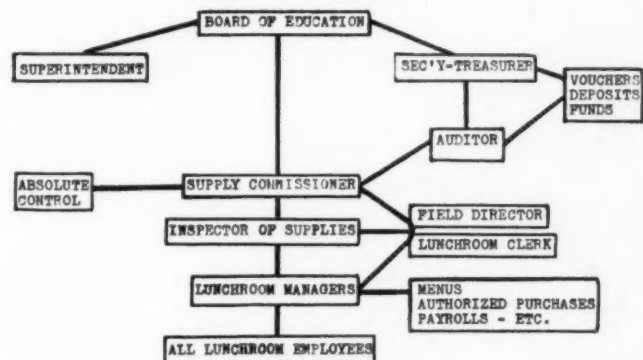 BOARD OF EDUCATION
SUPERINTENDENT
SEC'Y-TREASURER
VOUCHERS
DEPOSITS
FUNDS
AUDITOR
ABSOLUTE
CONTROL
SUPPLY COMMISSIONER
FIELD DIRECTOR
INSPECTOR OF SUPPLIES
LUNCHROOM CLERK
LUNCHROOM MANAGERS
MENUS
AUTHORIZED PURCHASES
PAYROLLS - ETC.
ALL LUNCHROOM EMPLOYEES